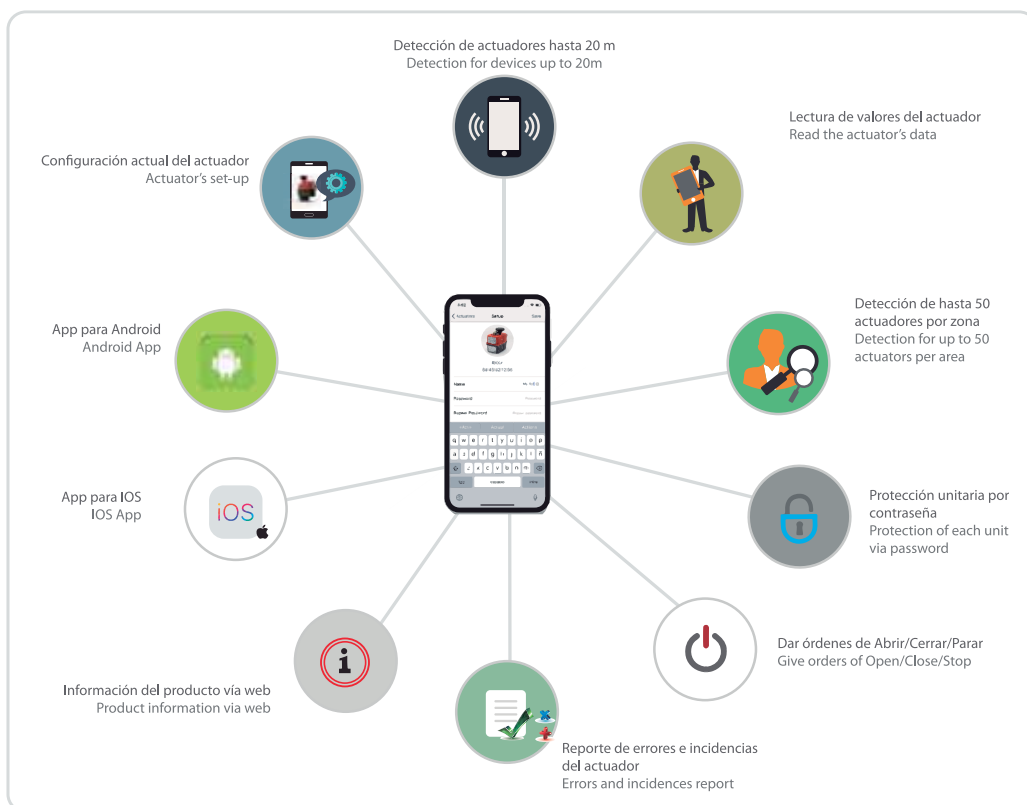 Detección de actuadores hasta 20 m
Detection for devices up to 20m
Lectura de valores del actuador
Read the actuator's data
Configuración actual del actuador
Actuator's set-up
Detección de hasta 50
actuadores por zona
Detection for up to 50
actuators per area
App para Android
Android App
Setup
Save
Name
Password
Repeat Password
q w e r t y u i o p
a s d f g h j k l ñ
z x c v b n m
App para IOS
IOS App
iOS
Protección unitaria por
contraseña
Protection of each unit
via password
Dar órdenes de Abrir/Cerrar/Parar
Give orders of Open/Close/Stop
i
Información del producto vía web
Product information via web
Reporte de errores e incidencias
del actuador
Errors and incidences report